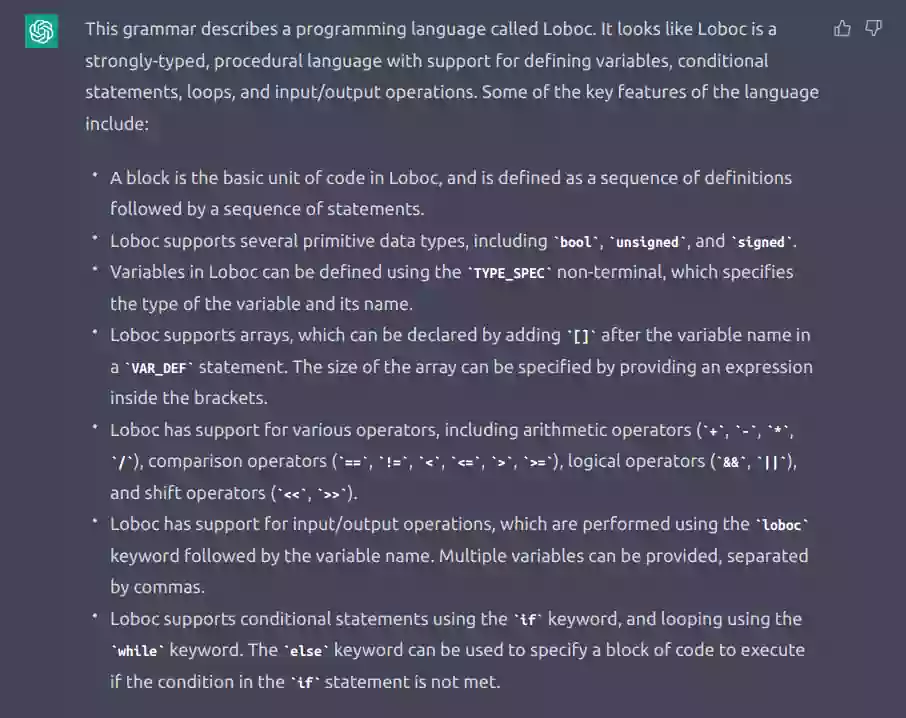 This grammar describes a programming language called Loboc. It looks like Loboc is a
strongly-typed, procedural language with support for defining variables, conditional
statements, loops, and input/output operations. Some of the key features of the language
include:
• A block is the basic unit of code in Loboc, and is defined as a sequence of definitions
followed by a sequence of statements.
• Loboc supports several primitive data types, including `bool`, `unsigned`, and `signed`.
• Variables in Loboc can be defined using the `TYPE_SPEC` non-terminal, which specifies
the type of the variable and its name.
• Loboc supports arrays, which can be declared by adding `[]` after the variable name in
a `VAR_DEF` statement. The size of the array can be specified by providing an expression
inside the brackets.
• Loboc has support for various operators, including arithmetic operators (`+`, `-`, `*`,
`/`), comparison operators (`==`, `!=`, `<`, `<=`, `>`, `>=`), logical operators (`&&`, `||`),
and shift operators (`<<`, `>>`).
• Loboc has support for input/output operations, which are performed using the `loboc`
keyword followed by the variable name. Multiple variables can be provided, separated
by commas.
• Loboc supports conditional statements using the `if` keyword, and looping using the
`while` keyword. The `else` keyword can be used to specify a block of code to execute
if the condition in the `if` statement is not met.